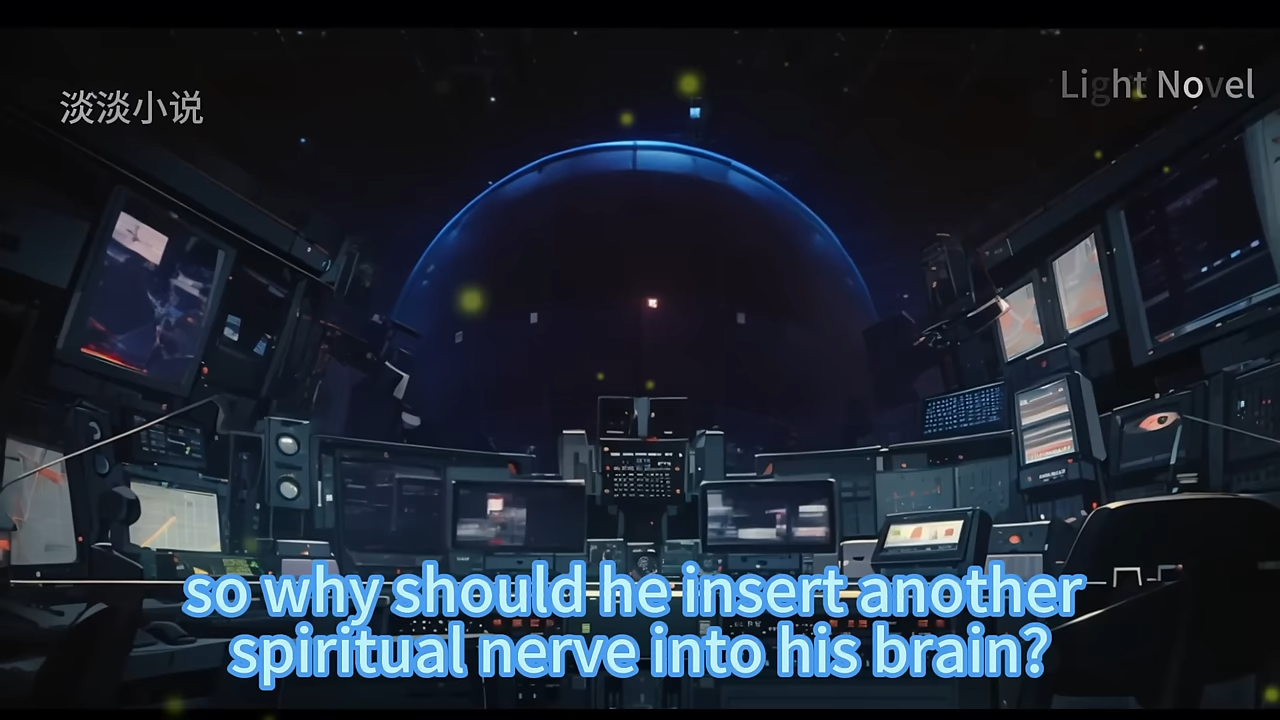 淡淡小说
Light Novel
so why should he insert another
spiritual nerve into his brain?